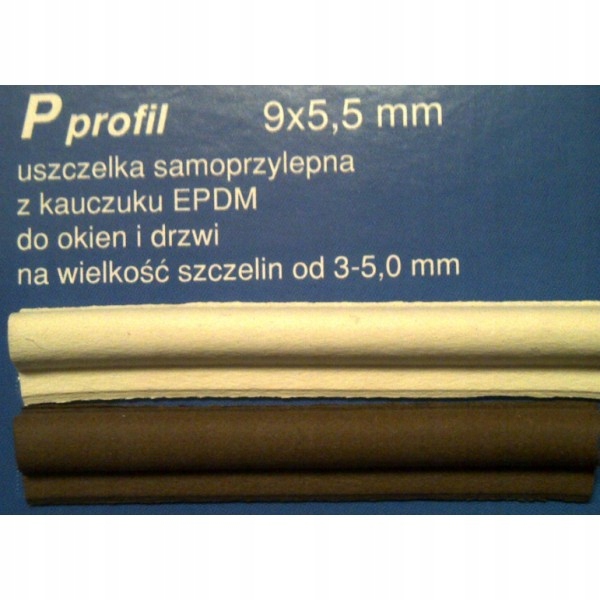 P profil 9x5,5 mm
uszczelka samoprzylepna
z kauczuku EPDM
do okien i drzwi
na wielkość szczelin od 3-5,0 mm